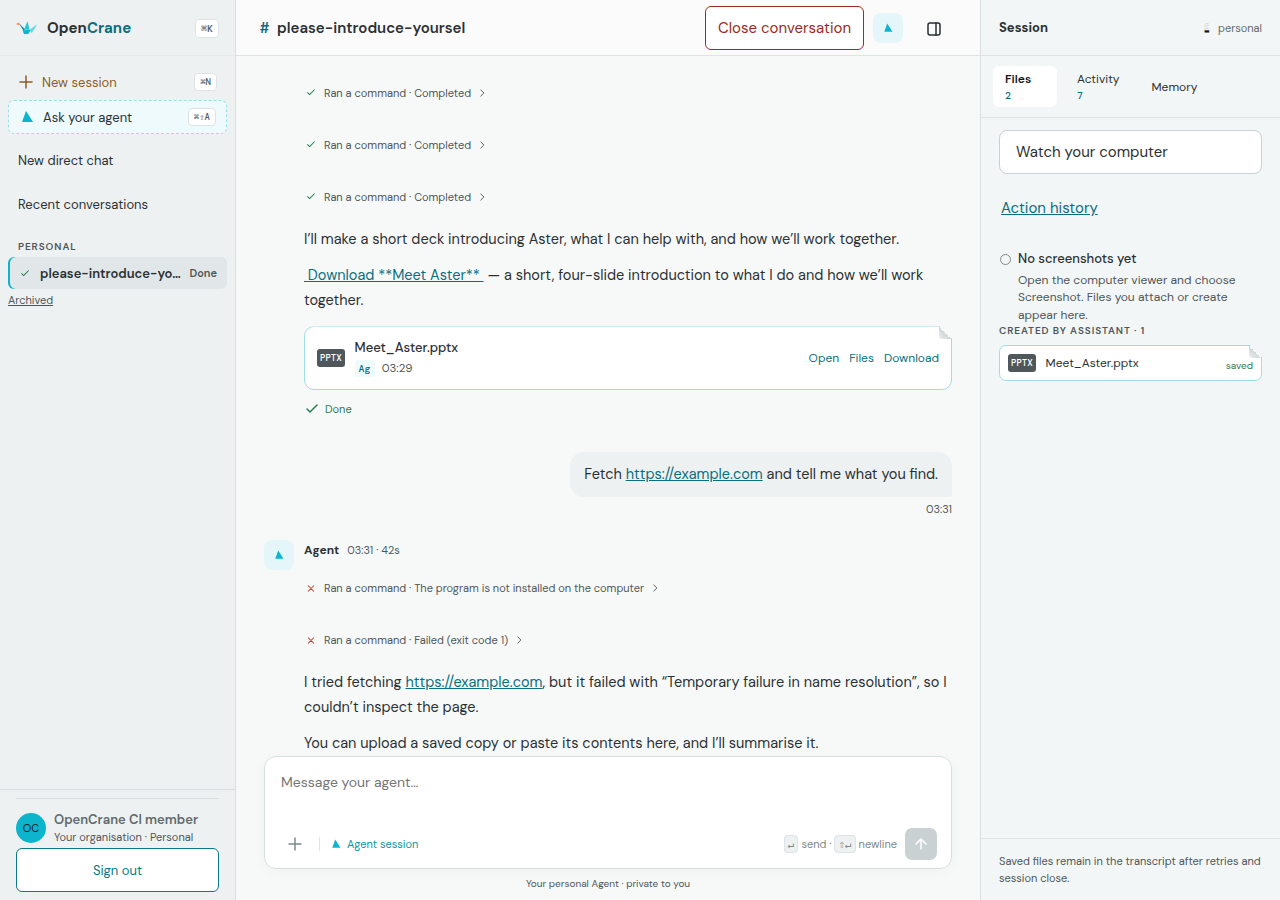 OpenCrane
⌘K
New session
⌘N
Ask your agent
⌘⇧A
New direct chat
Recent conversations
PERSONAL
please-introduce-yo... Done
Archived
OC
OpenCrane CI member
Your organisation · Personal
Sign out
# please-introduce-yoursel
Close conversation
Ran a command · Completed
Ran a command · Completed
Ran a command · Completed
I’ll make a short deck introducing Aster, what I can help with, and how we’ll work together.
Download **Meet Aster** — a short, four-slide introduction to what I do and how we’ll work
together.
PPTX
Meet_Aster.pptx
Ag 03:29
Open Files Download
Done
Fetch https://example.com and tell me what you find.
03:31
Agent 03:31 · 42s
Ran a command · The program is not installed on the computer
Ran a command · Failed (exit code 1)
I tried fetching https://example.com, but it failed with “Temporary failure in name resolution”, so I
couldn’t inspect the page.
You can upload a saved copy or paste its contents here, and I’ll summarise it.
Message your agent…
Agent session
↵ send · ⇧↵ newline
Your personal Agent · private to you
Session
personal
Files
2
Activity
7
Memory
Watch your computer
Action history
No screenshots yet
Open the computer viewer and choose
Screenshot. Files you attach or create
appear here.
CREATED BY ASSISTANT · 1
PPTX Meet_Aster.pptx saved
Saved files remain in the transcript after retries and
session close.